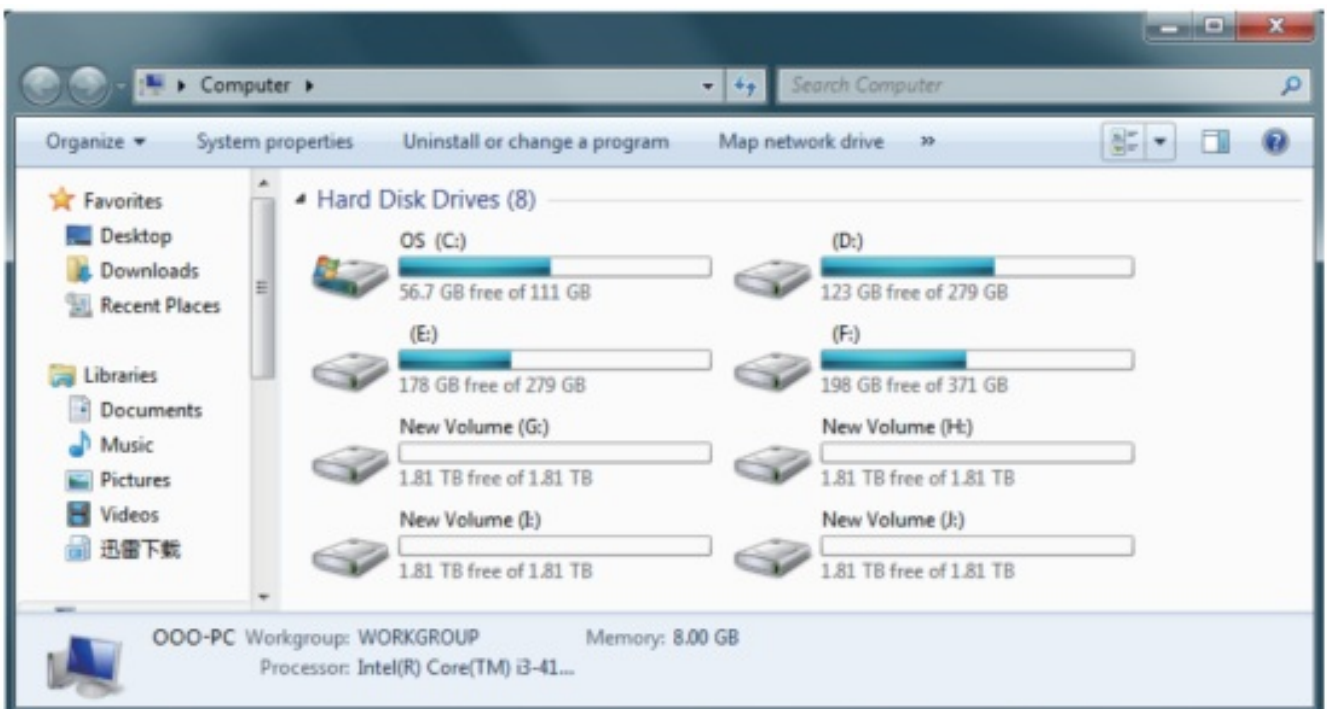 Computer
Search Computer
Organize System properties Uninstall or change a program Map network drive »
Favorites
Desktop
Downloads
Recent Places
Libraries
Documents
Music
Pictures
Videos
迅雷下载
Hard Disk Drives (8)
OS (C:)
56.7 GB free of 111 GB
(D:)
123 GB free of 279 GB
(E:)
178 GB free of 279 GB
(F:)
198 GB free of 371 GB
New Volume (G:)
1.81 TB free of 1.81 TB
New Volume (H:)
1.81 TB free of 1.81 TB
New Volume (I:)
1.81 TB free of 1.81 TB
New Volume (J:)
1.81 TB free of 1.81 TB
OOO-PC Workgroup: WORKGROUP Memory: 8.00 GB
Processor: Intel(R) Core(TM) i3-41...